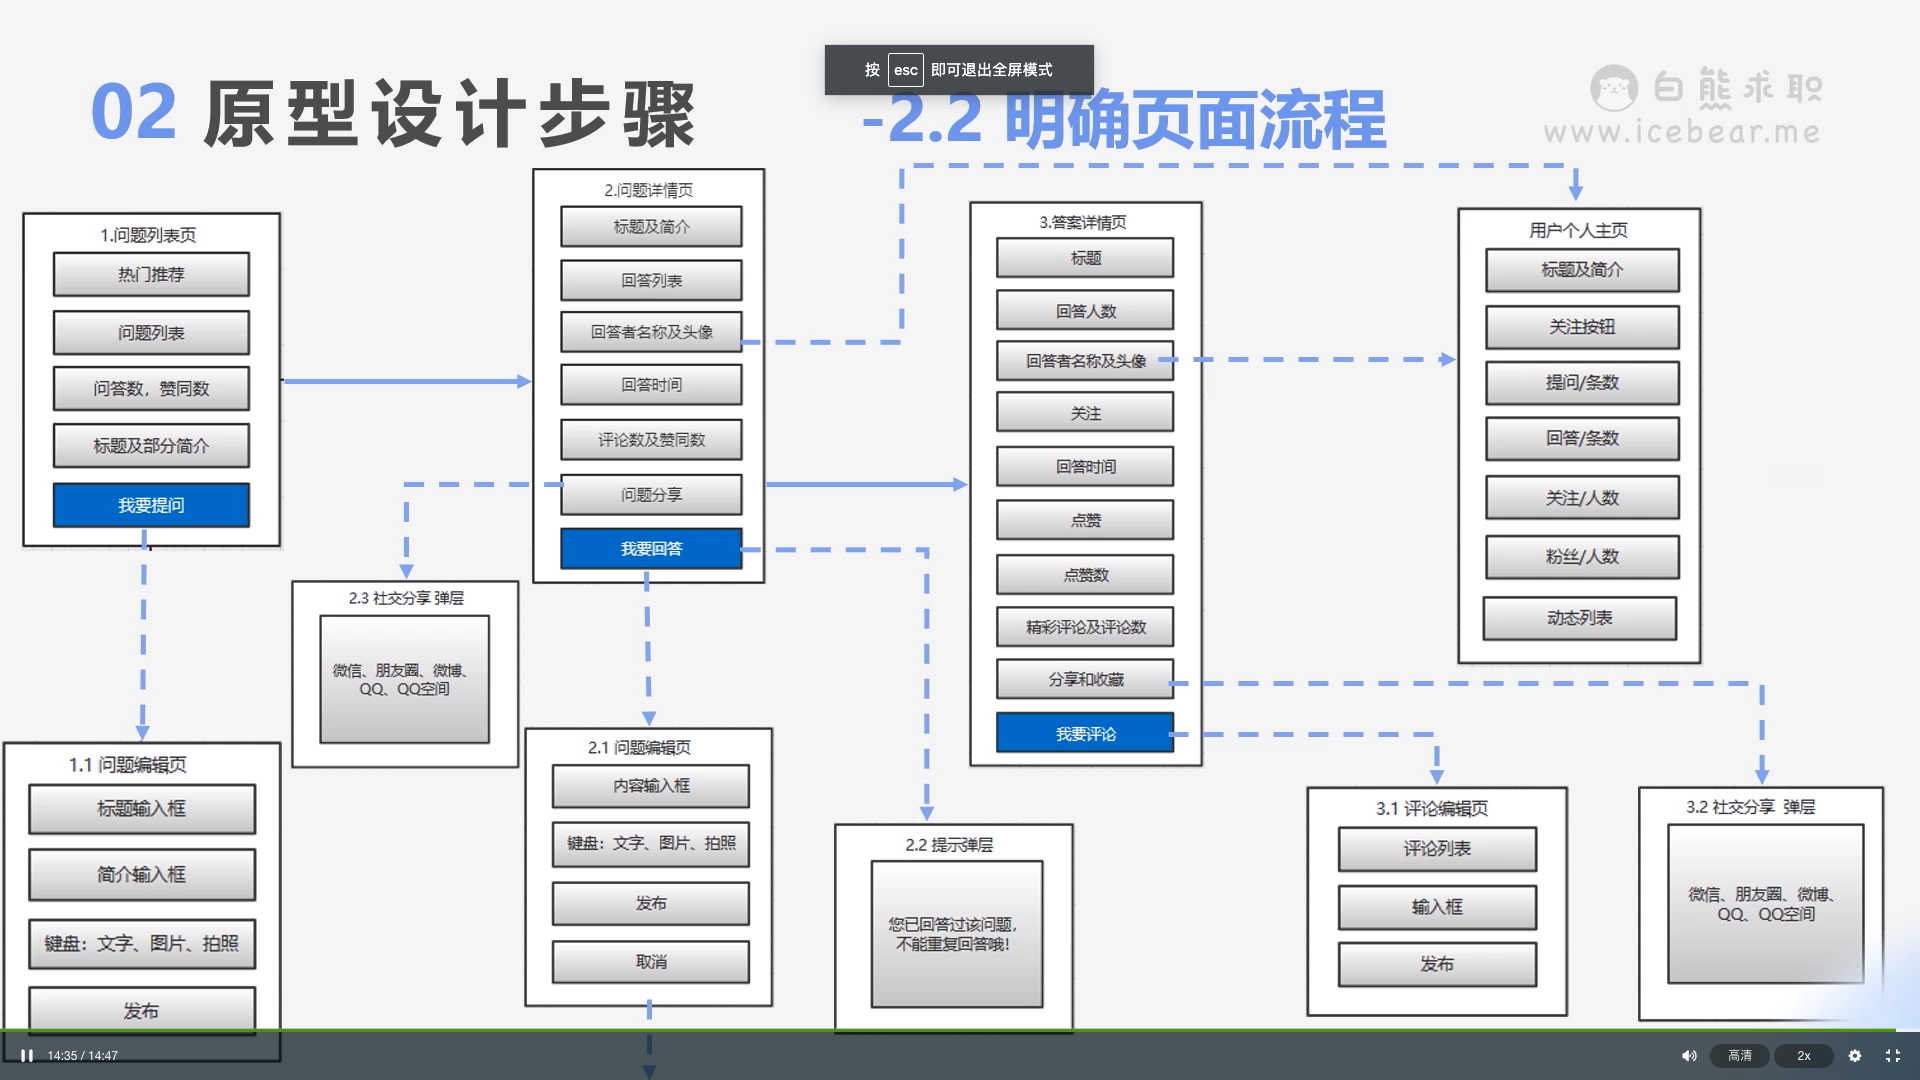 按 esc 即可退出全屏模式
02 原型设计步骤
-2.2 明确页面流程
白熊求职
www.icebear.me
1.问题列表页
热门推荐
问题列表
问答数，赞同数
标题及部分简介
我要提问
2.问题详情页
标题及简介
回答列表
回答者名称及头像
回答时间
评论数及赞同数
问题分享
我要回答
3.答案详情页
标题
回答人数
回答者名称及头像
关注
回答时间
点赞
点赞数
精彩评论及评论数
分享和收藏
我要评论
用户个人主页
标题及简介
关注按钮
提问/条数
回答/条数
关注/人数
粉丝/人数
动态列表
2.3 社交分享 弹层
微信、朋友圈、微博、
QQ、QQ空间
1.1 问题编辑页
标题输入框
简介输入框
键盘：文字、图片、拍照
发布
2.1 问题编辑页
内容输入框
键盘：文字、图片、拍照
发布
取消
2.2 提示弹层
您已回答过该问题，
不能重复回答哦！
3.1 评论编辑页
评论列表
输入框
发布
3.2 社交分享 弹层
微信、朋友圈、微博、
QQ、QQ空间
14:35 / 14:47
高清
2x